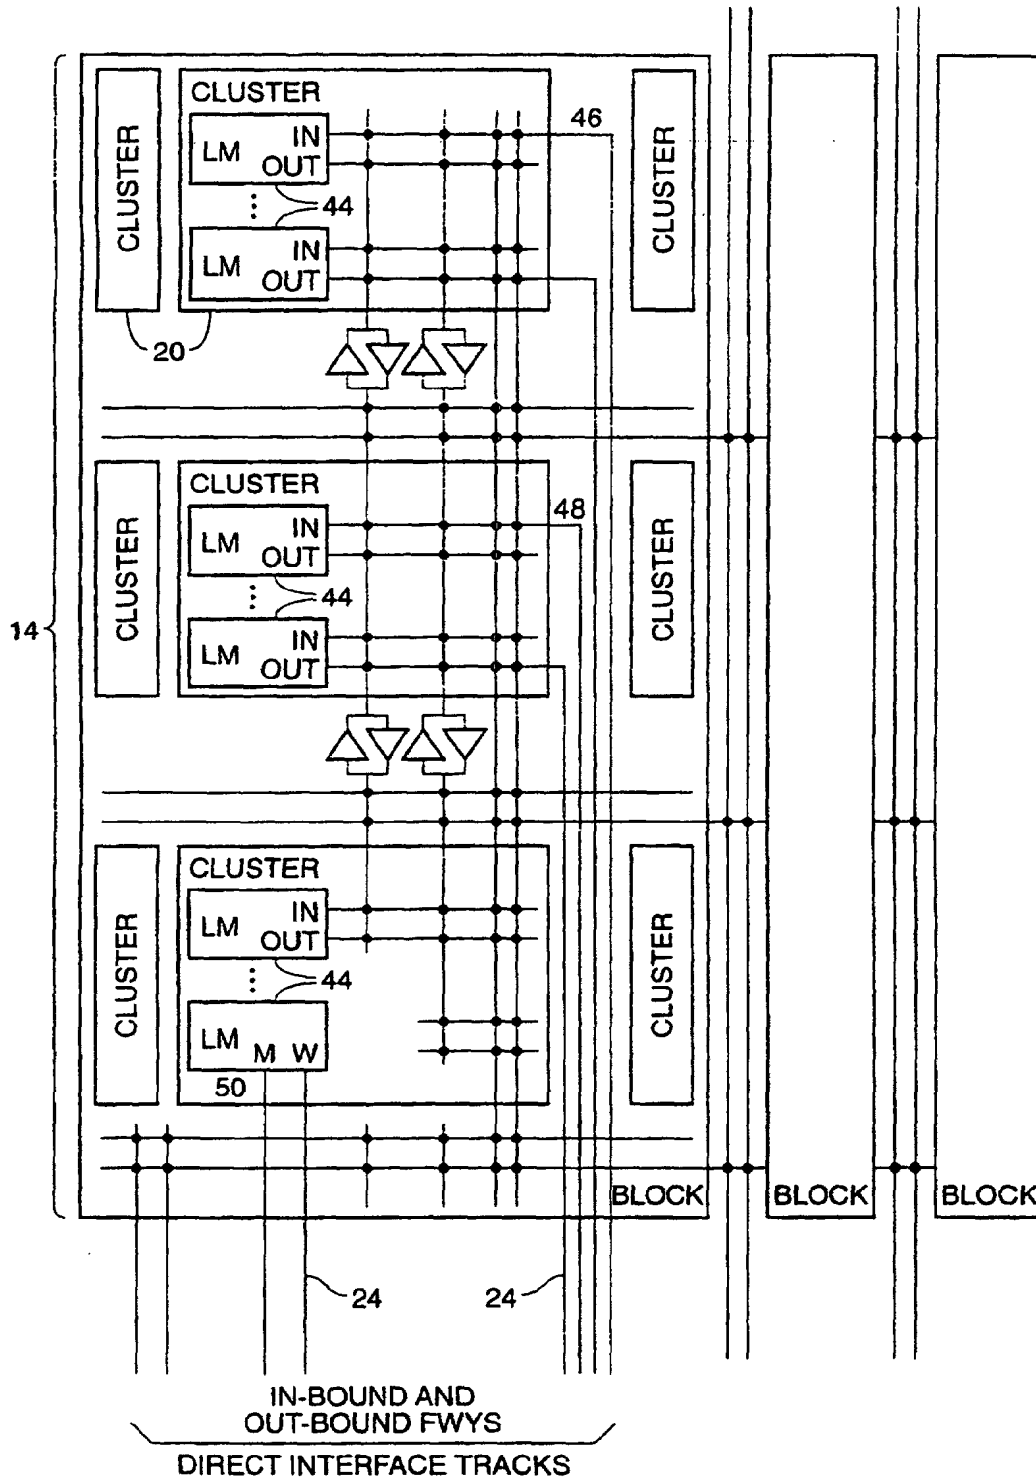 CLUSTER
CLUSTER
LM
IN
OUT
44
LM
IN
OUT
CLUSTER
46
20
14
CLUSTER
CLUSTER
LM
IN
OUT
44
LM
IN
OUT
CLUSTER
48
CLUSTER
CLUSTER
LM
IN
OUT
44
LM
M W
50
CLUSTER
BLOCK
BLOCK
BLOCK
24
24
IN-BOUND AND
OUT-BOUND FWYS
DIRECT INTERFACE TRACKS